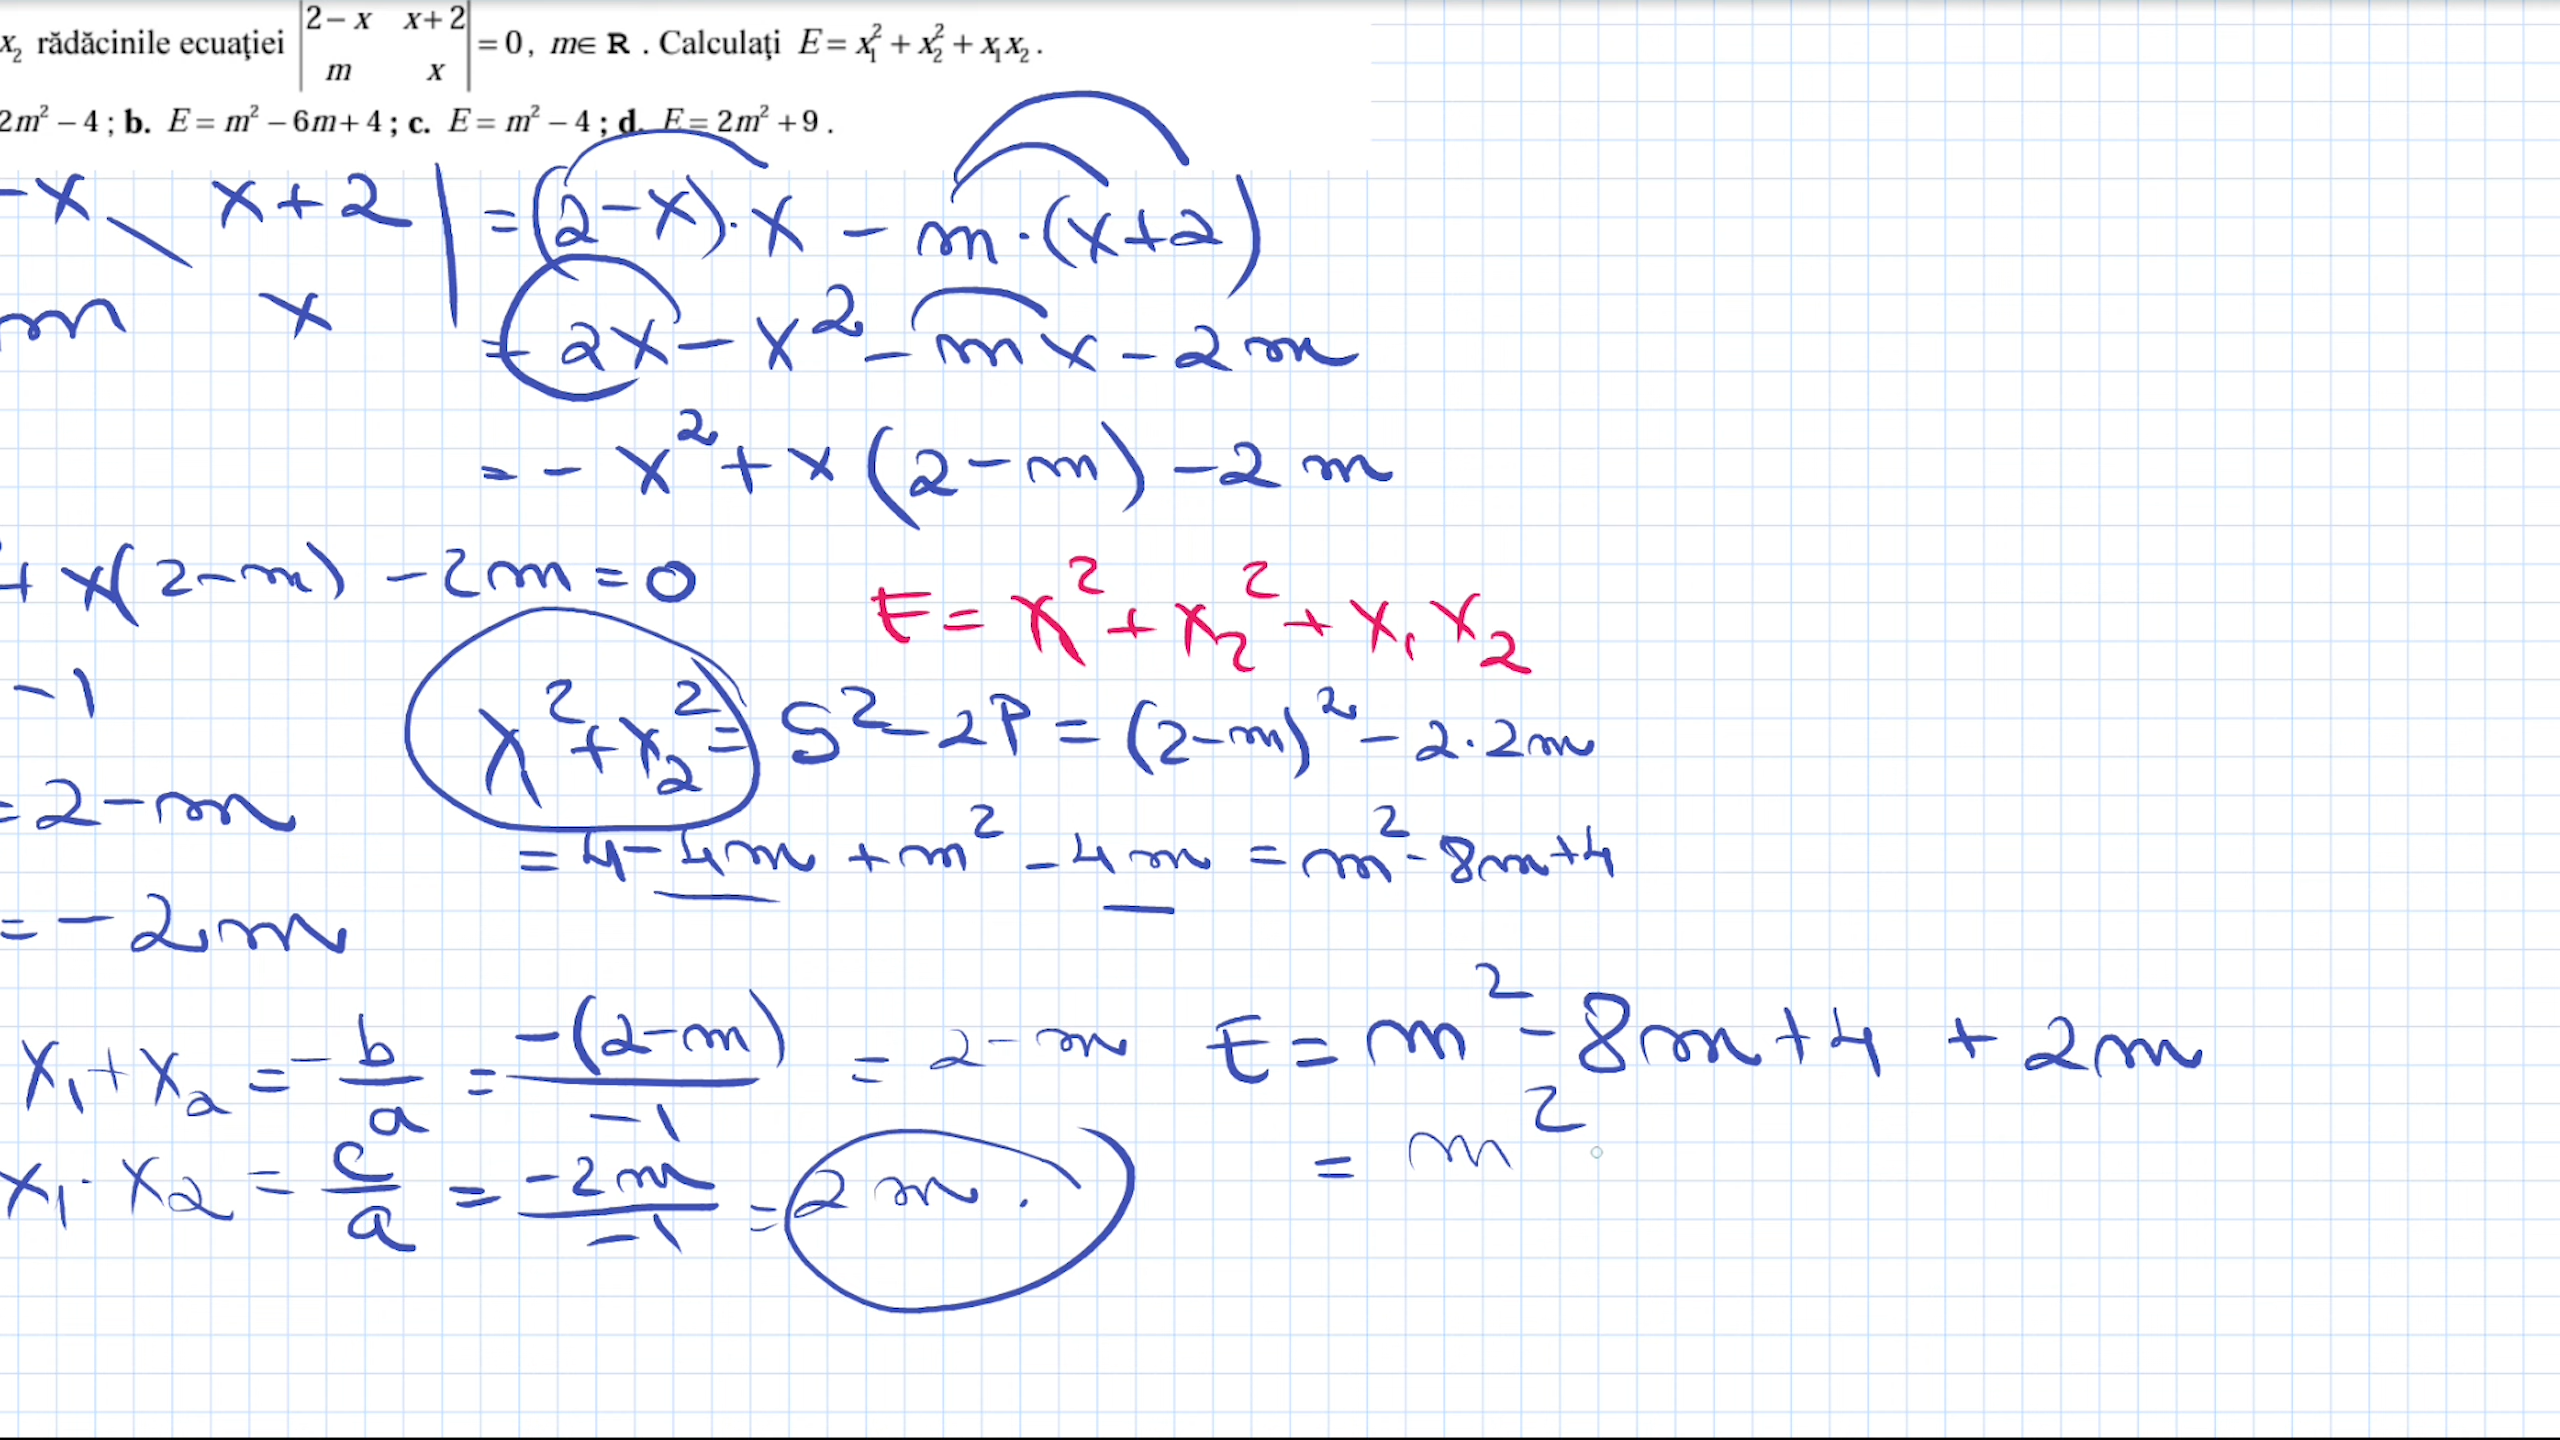 x₂ rădăcinile ecuației |2 − x x + 2| = 0, m ∈ R . Calculați E = x₁² + x₂² + x₁x₂ .
m x
2m² − 4 ; b. E = m² − 6m + 4 ; c. E = m² − 4 ; d. E = 2m² + 9 .
-x x+2 | = (2-x)·x - m·(x+2)
m x
= 2x - x² - mx - 2m
= - x² + x(2-m) - 2m
+ x(2-m) - 2m = 0
E = x² + x₂² + x₁x₂
-1
x² + x₂² = S² - 2P = (2-m)² - 2·2m
= 2-m
= 4 - 4m + m² - 4m = m² - 8m + 4
= -2m
x₁ + x₂ = -b/a = -(2-m)/-1 = 2-m
E = m² - 8m + 4 + 2m
x₁·x₂ = c/a = -2m/-1 = 2m.
= m²